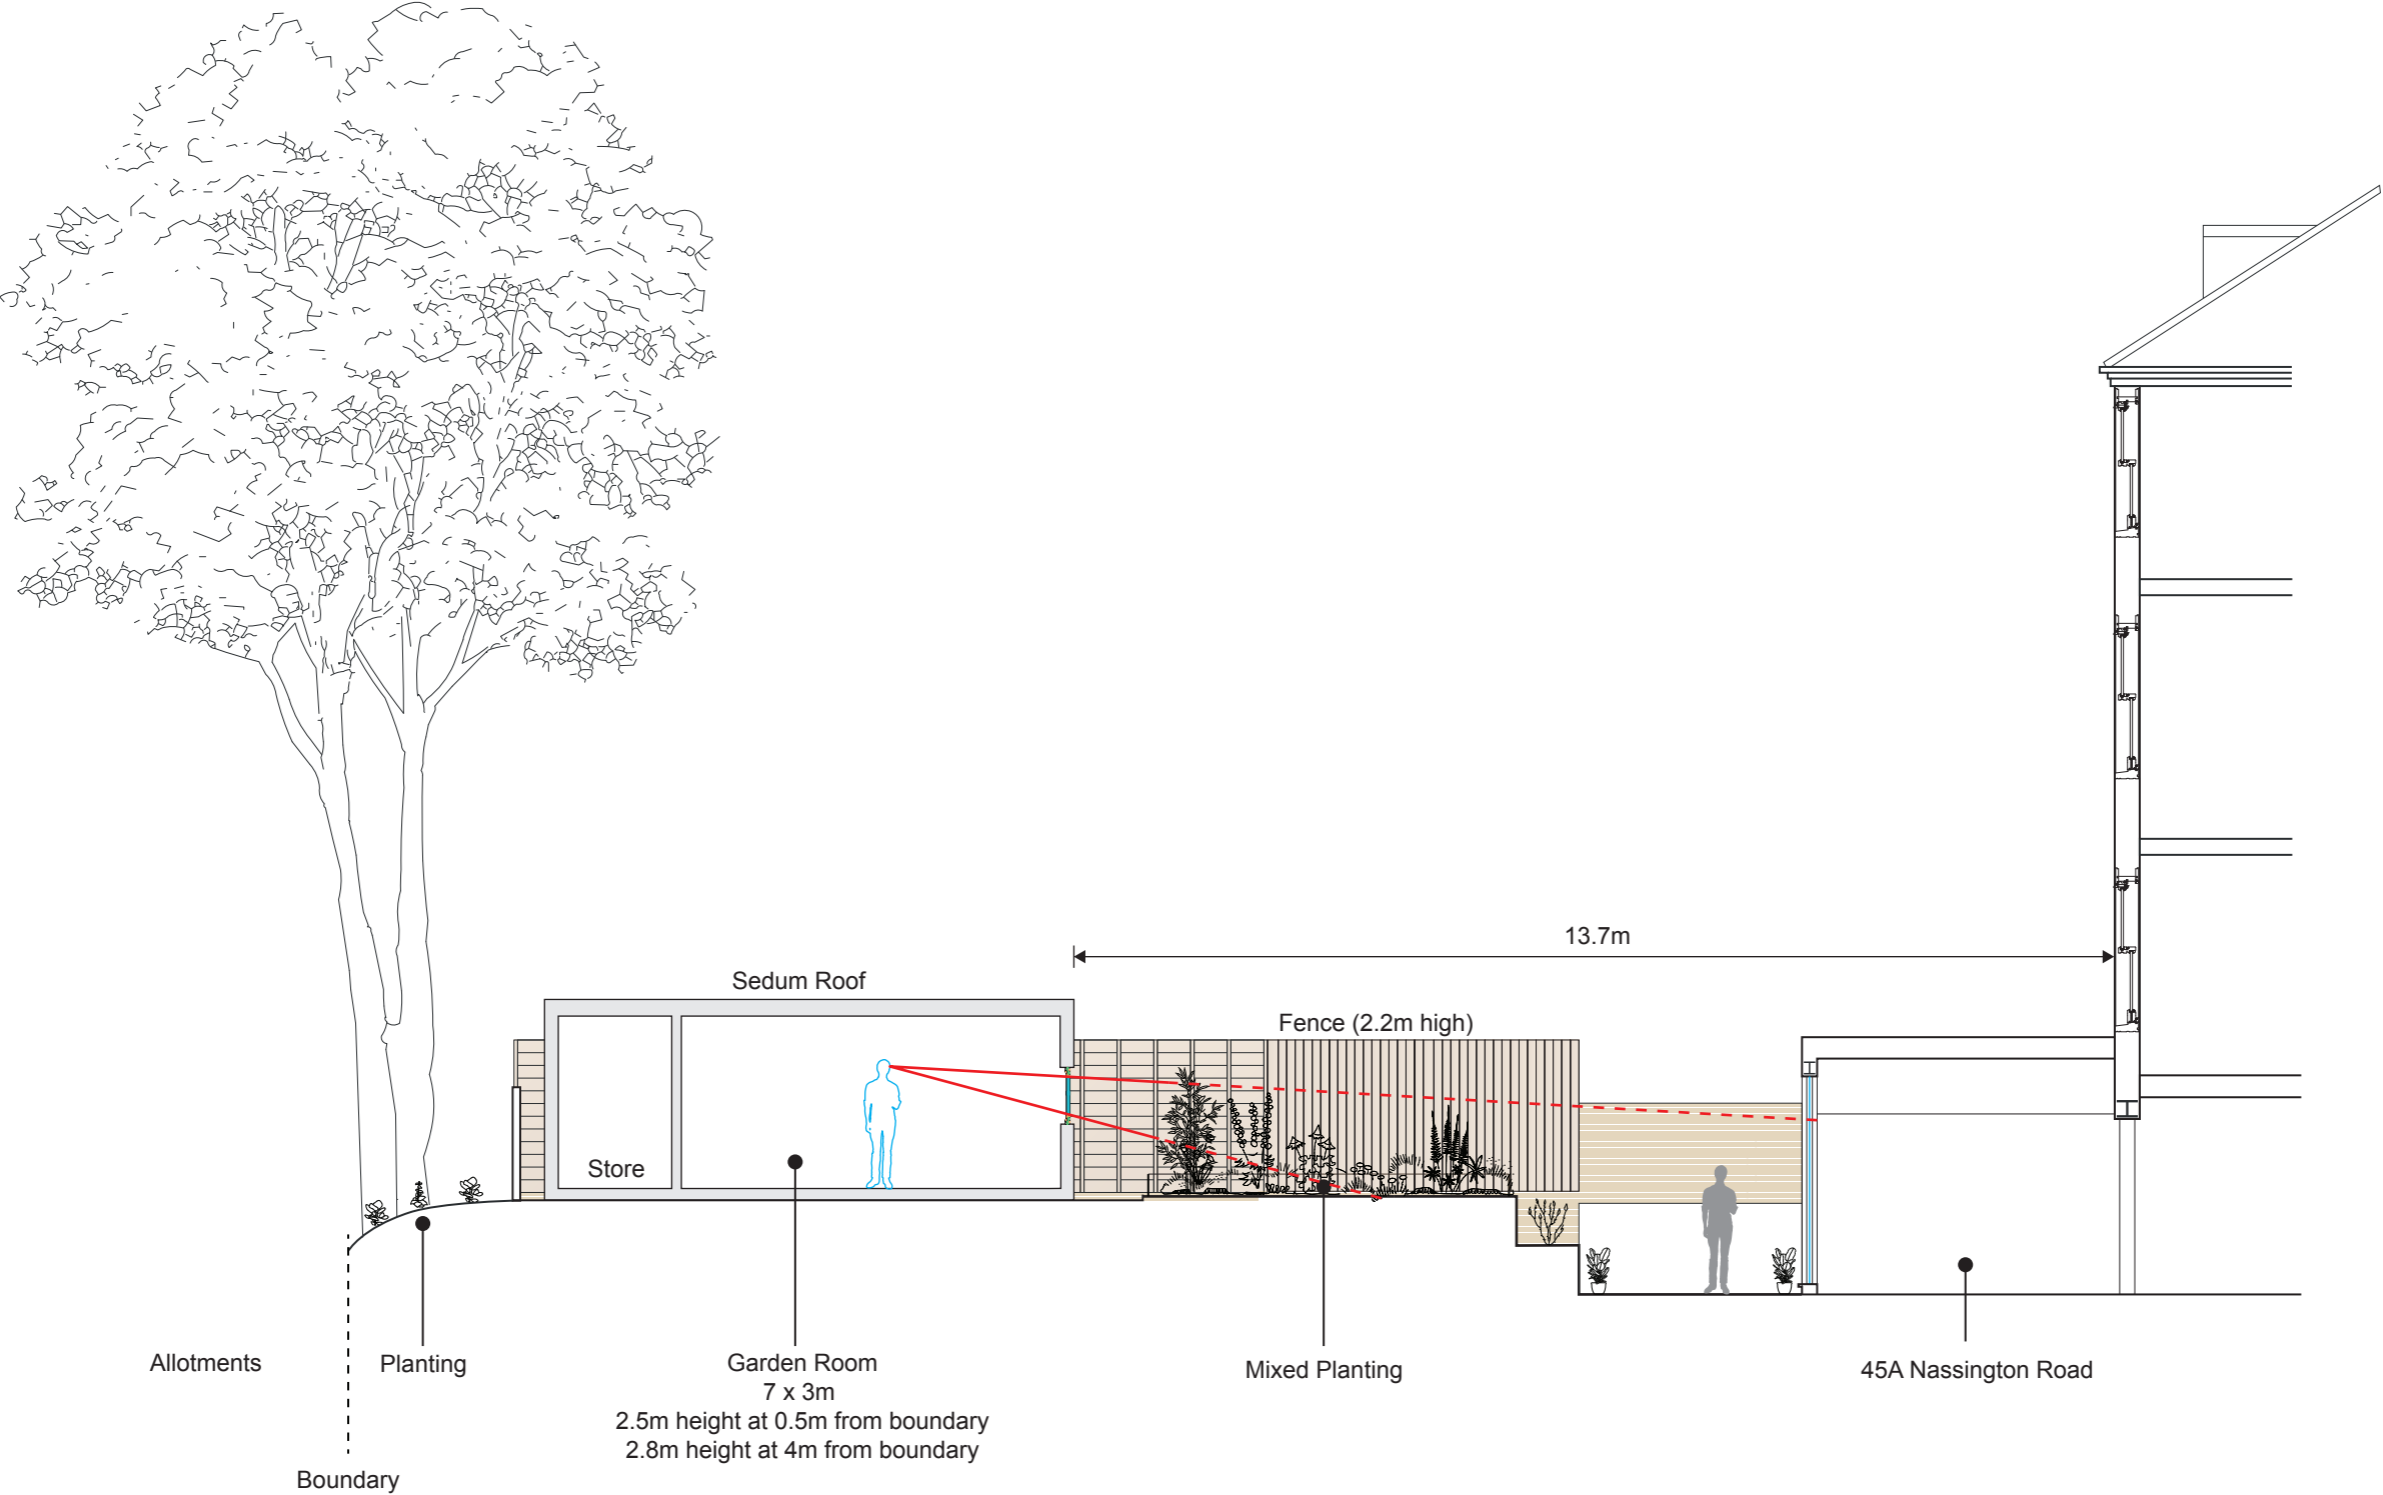 13.7m
Sedum Roof
Fence (2.2m high)
Store
Allotments
Planting
Garden Room
7 x 3m
2.5m height at 0.5m from boundary
2.8m height at 4m from boundary
Mixed Planting
45A Nassington Road
Boundary